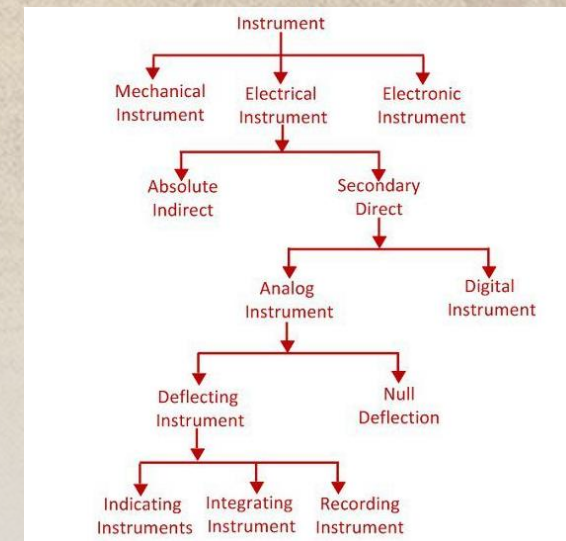 Instrument
Mechanical
Instrument
Electrical
Instrument
Electronic
Instrument
Absolute
Indirect
Secondary
Direct
Analog
Instrument
Digital
Instrument
Deflecting
Instrument
Null
Deflection
Indicating
Instruments
Integrating
Instrument
Recording
Instrument